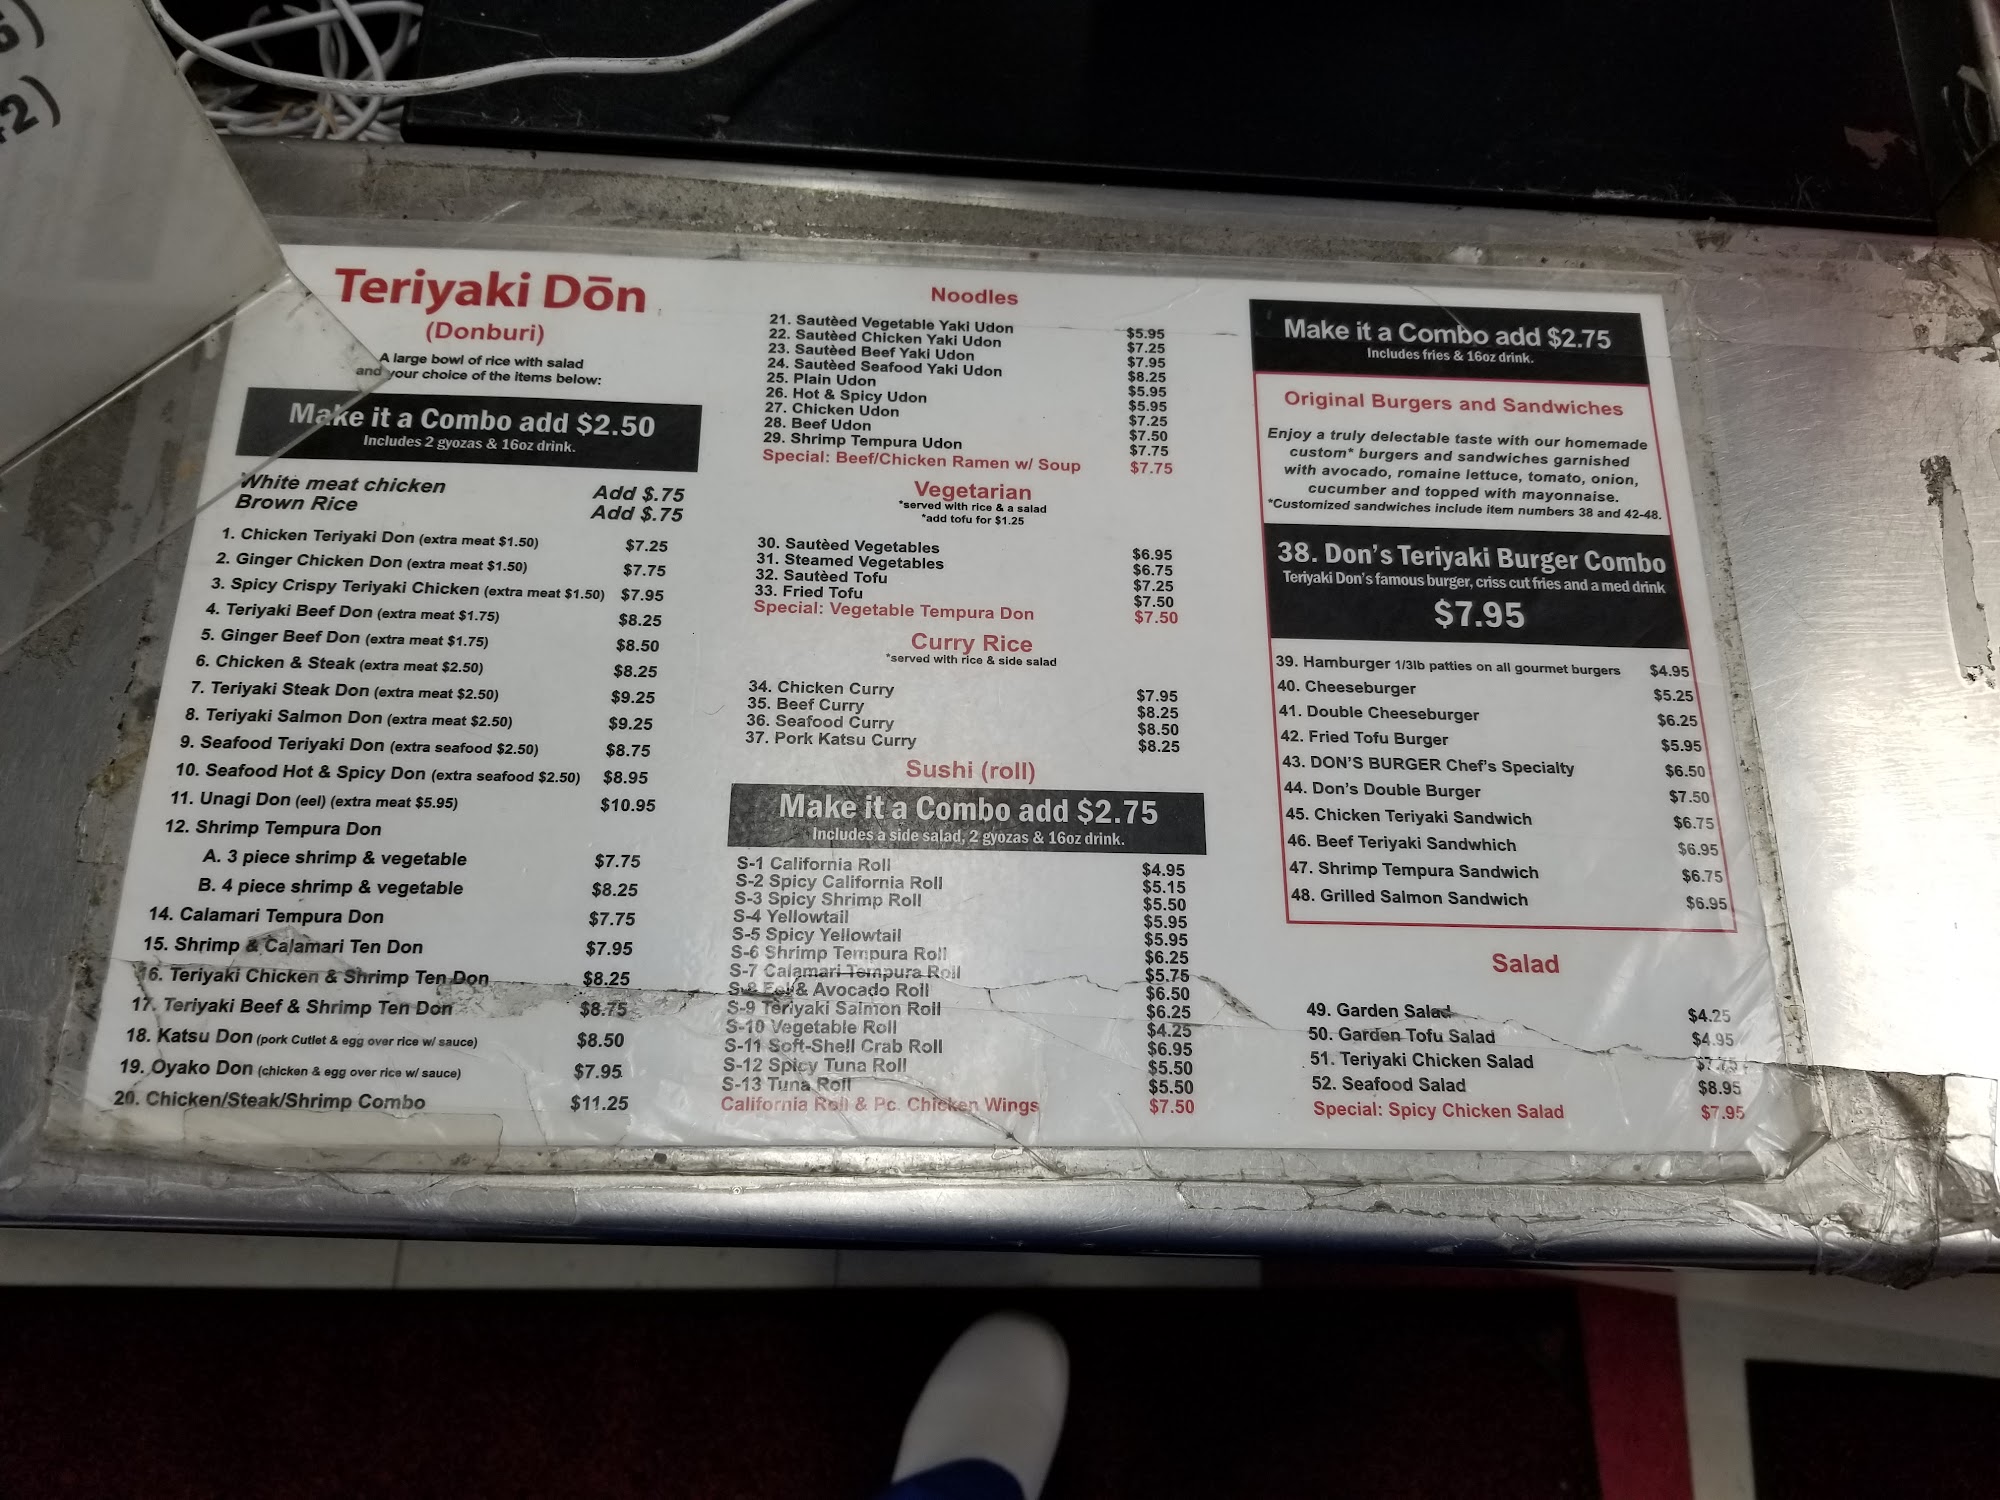 2)
Teriyaki Dōn
(Donburi)
A large bowl of rice with salad
and your choice of the items below:
Make it a Combo add $2.50
Includes 2 gyozas & 16oz drink.
White meat chicken Add $.75
Brown Rice Add $.75
1. Chicken Teriyaki Don (extra meat $1.50) $7.25
2. Ginger Chicken Don (extra meat $1.50) $7.75
3. Spicy Crispy Teriyaki Chicken (extra meat $1.50) $7.95
4. Teriyaki Beef Don (extra meat $1.75) $8.25
5. Ginger Beef Don (extra meat $1.75) $8.50
6. Chicken & Steak (extra meat $2.50) $8.25
7. Teriyaki Steak Don (extra meat $2.50) $9.25
8. Teriyaki Salmon Don (extra meat $2.50) $9.25
9. Seafood Teriyaki Don (extra seafood $2.50) $8.75
10. Seafood Hot & Spicy Don (extra seafood $2.50) $8.95
11. Unagi Don (eel) (extra meat $5.95) $10.95
12. Shrimp Tempura Don
A. 3 piece shrimp & vegetable $7.75
B. 4 piece shrimp & vegetable $8.25
14. Calamari Tempura Don $7.75
15. Shrimp & Calamari Ten Don $7.95
16. Teriyaki Chicken & Shrimp Ten Don $8.25
17. Teriyaki Beef & Shrimp Ten Don $8.75
18. Katsu Don (pork Cutlet & egg over rice w/ sauce) $8.50
19. Oyako Don (chicken & egg over rice w/ sauce) $7.95
20. Chicken/Steak/Shrimp Combo $11.25
Noodles
21. Sautèed Vegetable Yaki Udon $5.95
22. Sautèed Chicken Yaki Udon $7.25
23. Sautèed Beef Yaki Udon $7.95
24. Sautèed Seafood Yaki Udon $8.25
25. Plain Udon $5.95
26. Hot & Spicy Udon $5.95
27. Chicken Udon $7.25
28. Beef Udon $7.50
29. Shrimp Tempura Udon $7.75
Special: Beef/Chicken Ramen w/ Soup $7.75
Vegetarian
*served with rice & a salad
*add tofu for $1.25
30. Sautèed Vegetables $6.95
31. Steamed Vegetables $6.75
32. Sautèed Tofu $7.25
33. Fried Tofu $7.50
Special: Vegetable Tempura Don $7.50
Curry Rice
*served with rice & side salad
34. Chicken Curry $7.95
35. Beef Curry $8.25
36. Seafood Curry $8.50
37. Pork Katsu Curry $8.25
Sushi (roll)
Make it a Combo add $2.75
Includes a side salad, 2 gyozas & 16oz drink.
S-1 California Roll $4.95
S-2 Spicy California Roll $5.15
S-3 Spicy Shrimp Roll $5.50
S-4 Yellowtail $5.95
S-5 Spicy Yellowtail $5.95
S-6 Shrimp Tempura Roll $6.25
S-7 Calamari Tempura Roll $5.75
S-8 Eel & Avocado Roll $6.50
S-9 Teriyaki Salmon Roll $6.25
S-10 Vegetable Roll $4.25
S-11 Soft-Shell Crab Roll $6.95
S-12 Spicy Tuna Roll $5.50
S-13 Tuna Roll $5.50
California Roll & Pc. Chicken Wings $7.50
Make it a Combo add $2.75
Includes fries & 16oz drink.
Original Burgers and Sandwiches
Enjoy a truly delectable taste with our homemade
custom* burgers and sandwiches garnished
with avocado, romaine lettuce, tomato, onion,
cucumber and topped with mayonnaise.
*Customized sandwiches include item numbers 38 and 42-48.
38. Don's Teriyaki Burger Combo
Teriyaki Don's famous burger, criss cut fries and a med drink
$7.95
39. Hamburger 1/3lb patties on all gourmet burgers $4.95
40. Cheeseburger $5.25
41. Double Cheeseburger $6.25
42. Fried Tofu Burger $5.95
43. DON'S BURGER Chef's Specialty $6.50
44. Don's Double Burger $7.50
45. Chicken Teriyaki Sandwich $6.75
46. Beef Teriyaki Sandwhich $6.95
47. Shrimp Tempura Sandwich $6.75
48. Grilled Salmon Sandwich $6.95
Salad
49. Garden Salad $4.25
50. Garden Tofu Salad $4.95
51. Teriyaki Chicken Salad
52. Seafood Salad $8.95
Special: Spicy Chicken Salad $7.95